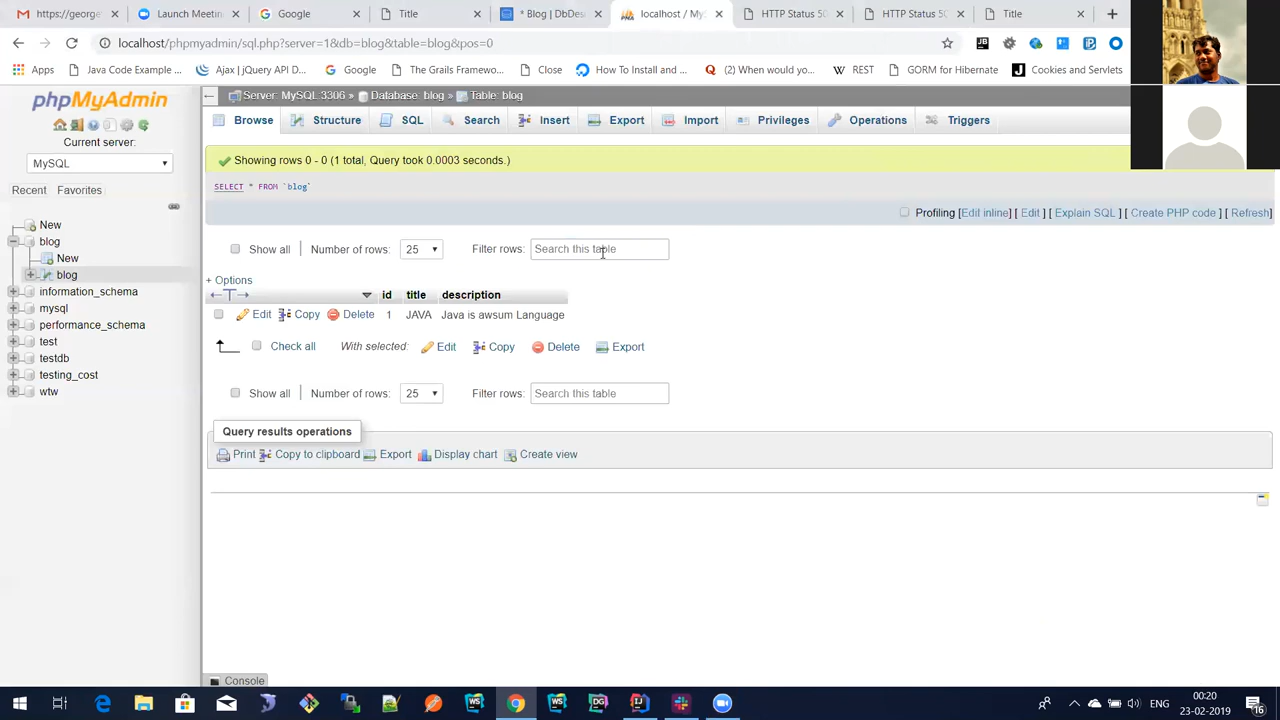 https://george
Launch Meeti
Google
Title
* Blog | DbDes
localhost / My
HTTP Status 50
HTTP Status 50
Title
localhost/phpmyadmin/sql.php?server=1&db=blog&table=blog&pos=0
Apps
Java Code Example ...
Ajax | jQuery API D...
Google
The Grails Framewo...
Close
How To Install and ...
(2) When would you...
REST
GORM for Hibernate
Cookies and Servlets
phpMyAdmin
Current server:
MySQL
Recent Favorites
New
blog
New
blog
information_schema
mysql
performance_schema
test
testdb
testing_cost
wtw
Server: MySQL:3306 » Database: blog » Table: blog
Browse Structure SQL Search Insert Export Import Privileges Operations Triggers
Showing rows 0 - 0 (1 total, Query took 0.0003 seconds.)
SELECT * FROM `blog`
Profiling [Edit inline] [ Edit ] [ Explain SQL ] [ Create PHP code ] [ Refresh]
Show all Number of rows: 25 Filter rows: Search this table
+ Options
id title description
Edit Copy Delete 1 JAVA Java is awsum Language
Check all With selected: Edit Copy Delete Export
Show all Number of rows: 25 Filter rows: Search this table
Query results operations
Print Copy to clipboard Export Display chart Create view
Console
ENG
00:20
23-02-2019
16